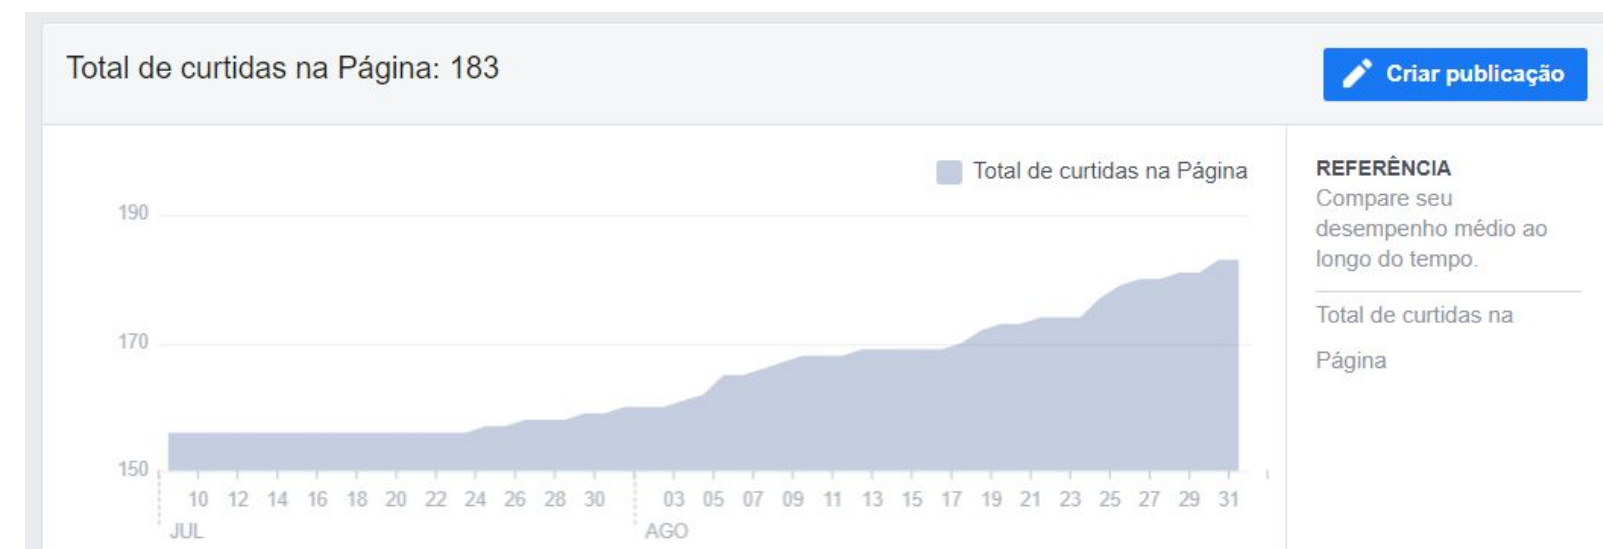 Total de curtidas na Página: 183
Criar publicação
Total de curtidas na Página
190
170
150
10 12 14 16 18 20 22 24 26 28 30 03 05 07 09 11 13 15 17 19 21 23 25 27 29 31
JUL AGO
REFERÊNCIA
Compare seu
desempenho médio ao
longo do tempo.
Total de curtidas na
Página